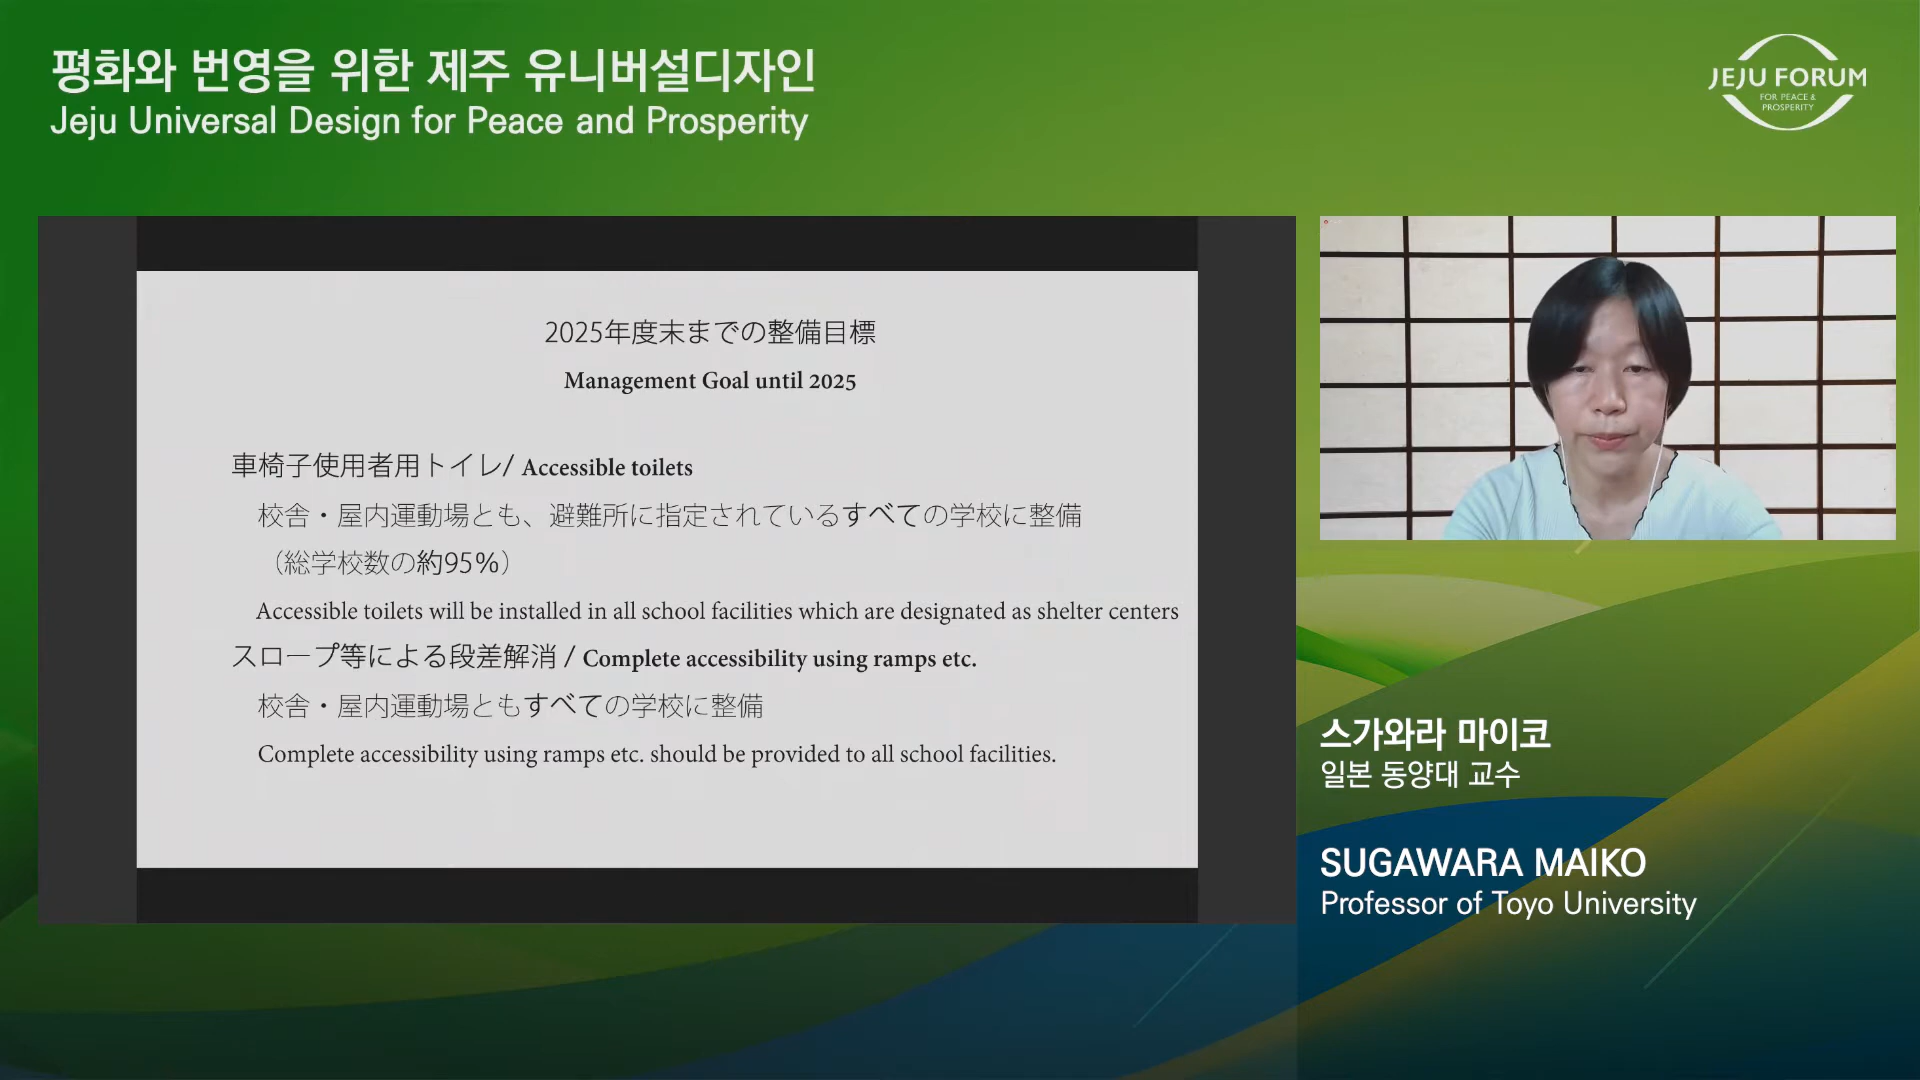 평화와 번영을 위한 제주 유니버설디자인
Jeju Universal Design for Peace and Prosperity
JEJU FORUM
FOR PEACE &
PROSPERITY
2025年度末までの整備目標
Management Goal until 2025
車椅子使用者用トイレ/ Accessible toilets
校舎・屋内運動場とも、避難所に指定されているすべての学校に整備
（総学校数の約95%）
Accessible toilets will be installed in all school facilities which are designated as shelter centers
スロープ等による段差解消 / Complete accessibility using ramps etc.
校舎・屋内運動場ともすべての学校に整備
Complete accessibility using ramps etc. should be provided to all school facilities.
스가와라 마이코
일본 동양대 교수
SUGAWARA MAIKO
Professor of Toyo University